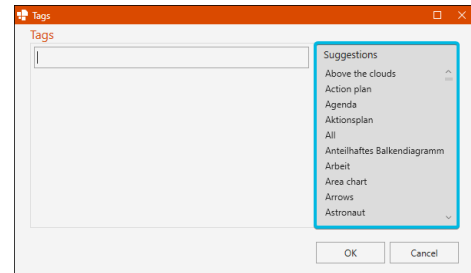 Tags
Tags
Suggestions
Above the clouds
Action plan
Agenda
Aktionsplan
All
Anteilhaftes Balkendiagramm
Arbeit
Area chart
Arrows
Astronaut
OK
Cancel